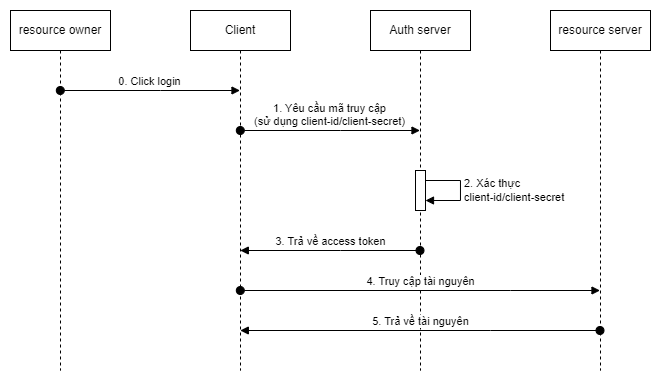 resource owner
Client
Auth server
resource server
0. Click login
1. Yêu cầu mã truy cập
(sử dụng client-id/client-secret)
2. Xác thực
client-id/client-secret
3. Trả về access token
4. Truy cập tài nguyên
5. Trả về tài nguyên